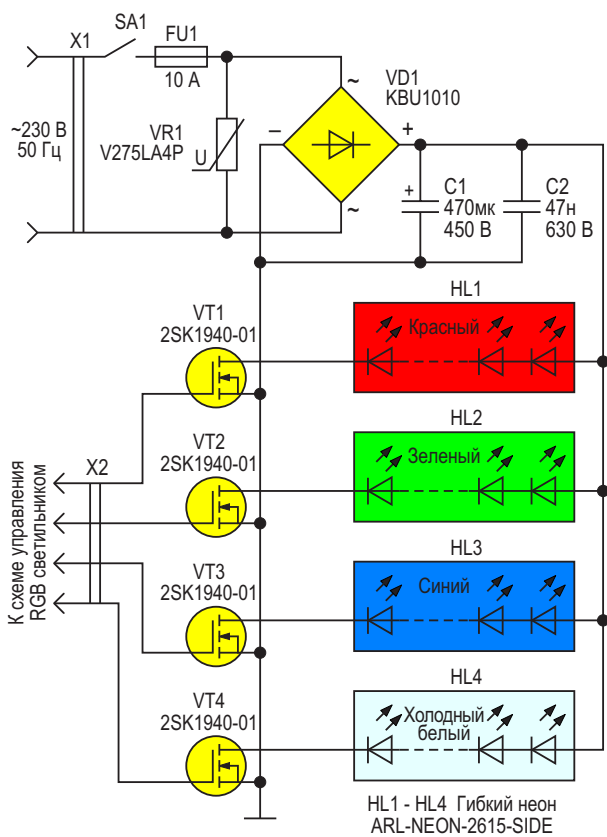 X1
SA1
FU1
10 А
~230 В
50 Гц
VR1
V275LA4P
U
~
~
−
+
VD1
KBU1010
+
C1
470мк
450 В
C2
47н
630 В
HL1
Красный
VT1
2SK1940-01
HL2
Зеленый
VT2
2SK1940-01
X2
К схеме управления
RGB светильником
HL3
Синий
VT3
2SK1940-01
HL4
Холодный
белый
VT4
2SK1940-01
HL1 - HL4 Гибкий неон
ARL-NEON-2615-SIDE